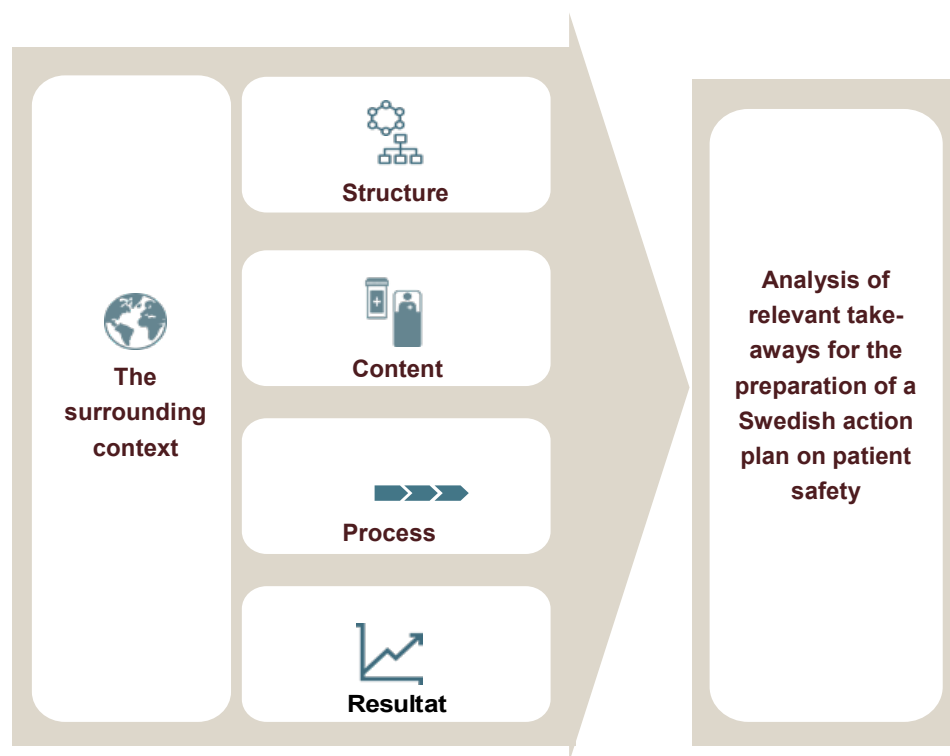 The
surrounding
context
Structure
Content
Process
Resultat
Analysis of
relevant take-
aways for the
preparation of a
Swedish action
plan on patient
safety